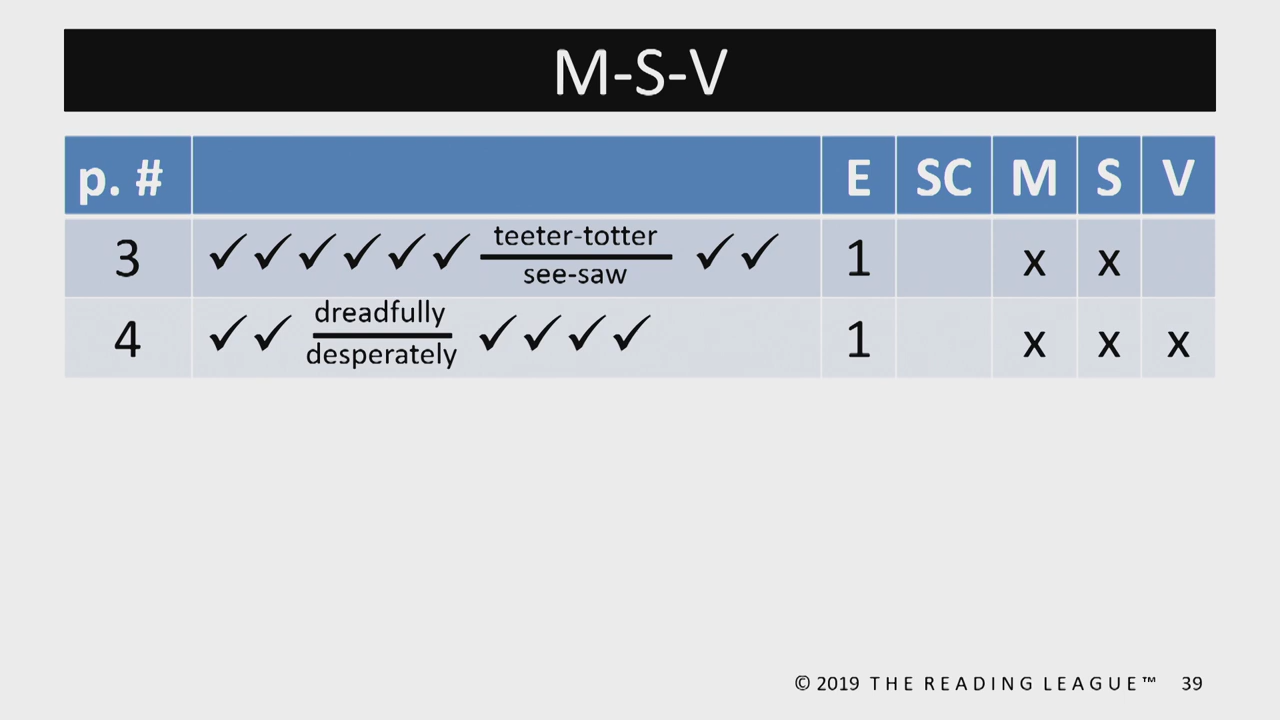 M-S-V
p. # E SC M S V
3 ✓ ✓ ✓ ✓ ✓ ✓ teeter-totter ✓ ✓ 1 x x
see-saw
4 ✓ ✓ dreadfully ✓ ✓ ✓ ✓ 1 x x x
desperately
© 2019 THE READING LEAGUE™ 39